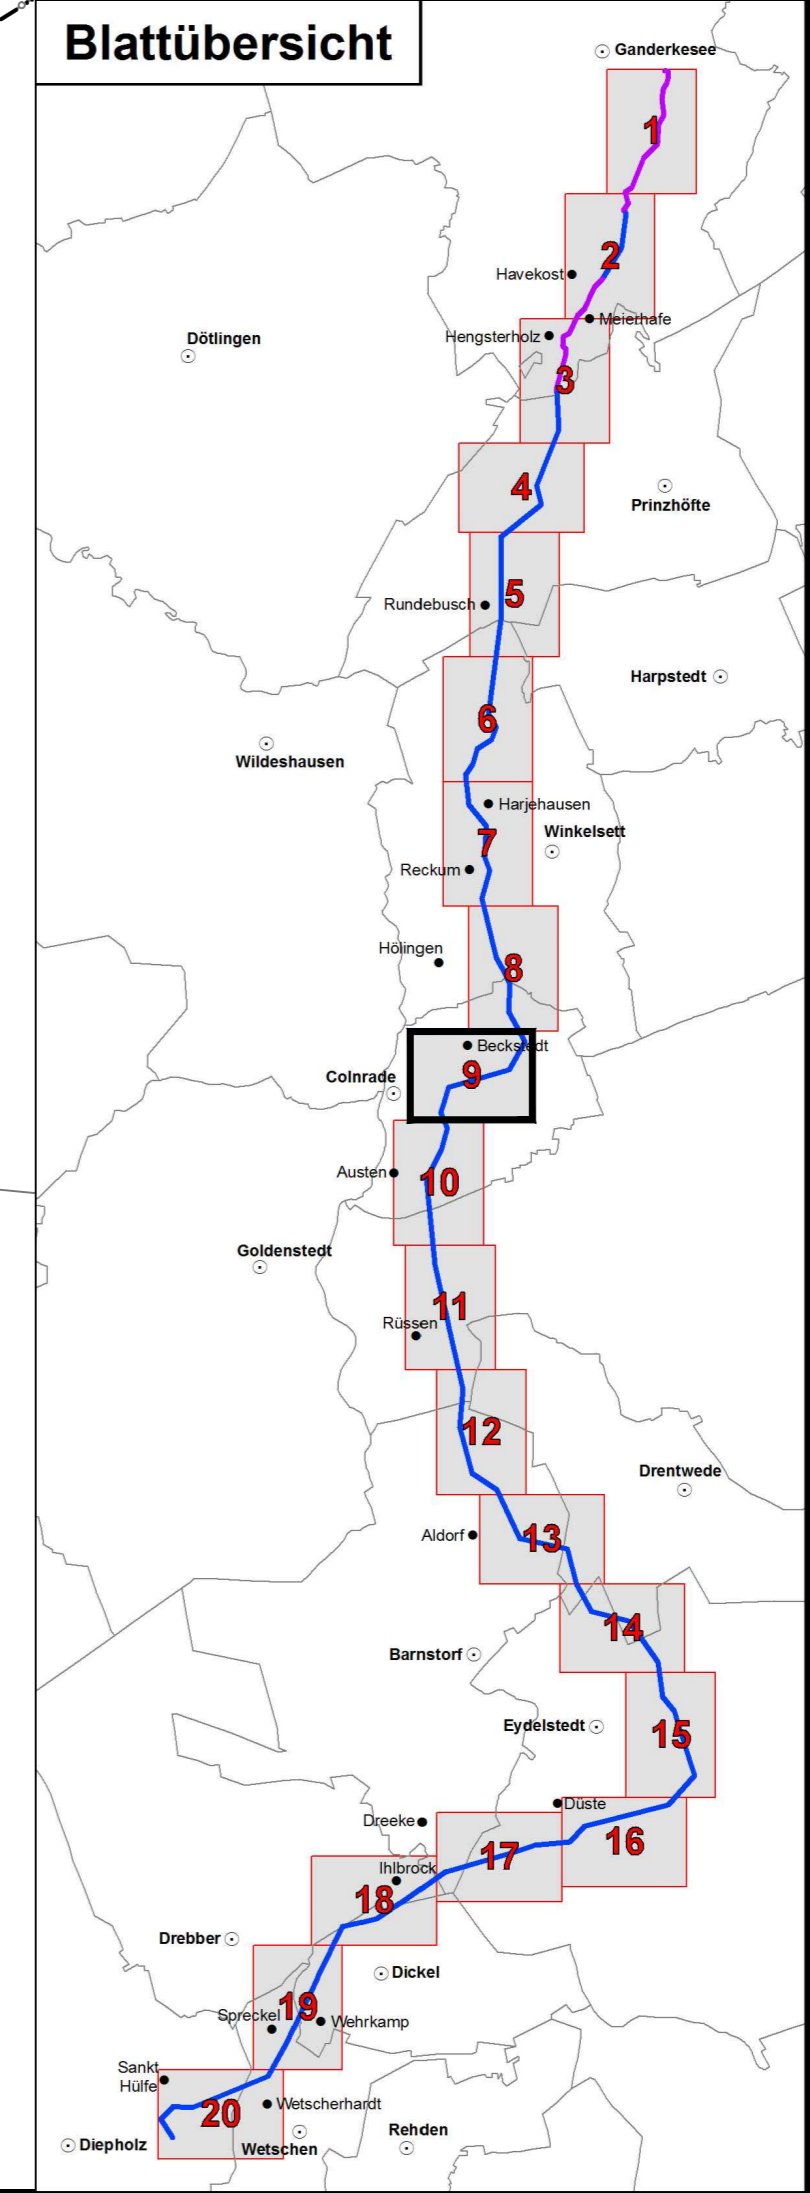 Blattübersicht
Ganderkesee
1
2
Havekost
Meierhafe
Hengsterholz
Dötlingen
3
4
Prinzhöfte
5
Rundebusch
Harpstedt
6
Wildeshausen
Harjehausen
Winkelsett
7
Reckum
Hölingen
8
Beckstedt
9
Colnrade
Austen
10
Goldenstedt
11
Rüssen
12
Drentwede
Aldorf
13
14
Barnstorf
Eydelstedt
15
Düste
Dreeke
16
17
Ihlbrock
18
Drebber
Dickel
19
Spreckel
Wehrkamp
Sankt
Hülfe
Wetscherhardt
20
Rehden
Diepholz
Wetschen